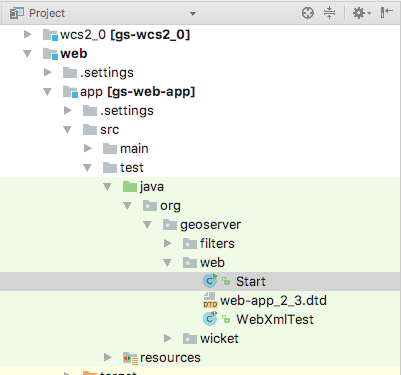 Project
wcs2_0 [gs-wcs2_0]
web
.settings
app [gs-web-app]
.settings
src
main
test
java
org
geoserver
filters
web
Start
web-app_2_3.dtd
WebXmlTest
wicket
resources
target